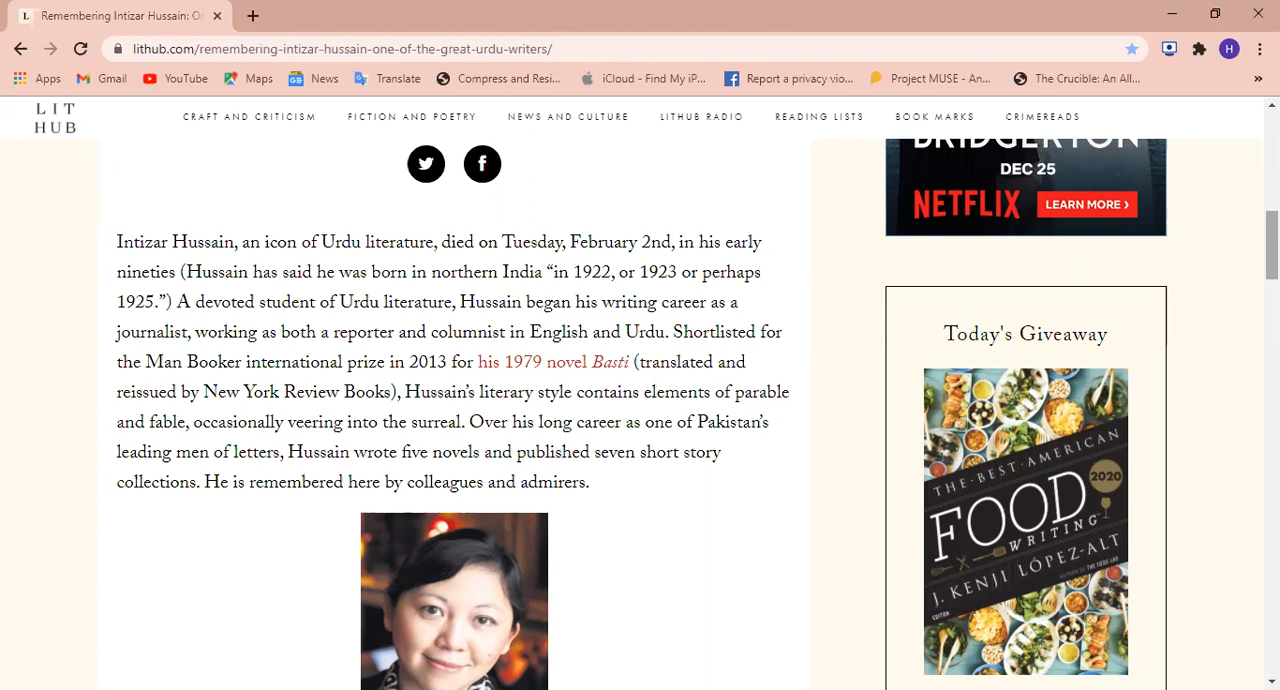 L
Remembering Intizar Hussain: O
lithub.com/remembering-intizar-hussain-one-of-the-great-urdu-writers/
H
Apps Gmail YouTube Maps News Translate Compress and Resi... iCloud - Find My iP... Report a privacy vio... Project MUSE - An... The Crucible: An All...
LIT
HUB
CRAFT AND CRITICISM FICTION AND POETRY NEWS AND CULTURE LITHUB RADIO READING LISTS BOOK MARKS CRIMEREADS
Intizar Hussain, an icon of Urdu literature, died on Tuesday, February 2nd, in his early
nineties (Hussain has said he was born in northern India “in 1922, or 1923 or perhaps
1925.”) A devoted student of Urdu literature, Hussain began his writing career as a
journalist, working as both a reporter and columnist in English and Urdu. Shortlisted for
the Man Booker international prize in 2013 for his 1979 novel Basti (translated and
reissued by New York Review Books), Hussain’s literary style contains elements of parable
and fable, occasionally veering into the surreal. Over his long career as one of Pakistan’s
leading men of letters, Hussain wrote five novels and published seven short story
collections. He is remembered here by colleagues and admirers.
BRIDGERTON
DEC 25
NETFLIX LEARN MORE ›
Today's Giveaway
THE·BEST·AMERICAN
2020
FOOD
WRITING
J. KENJI LÓPEZ-ALT
AUTHOR OF THE FOOD LAB
EDITOR